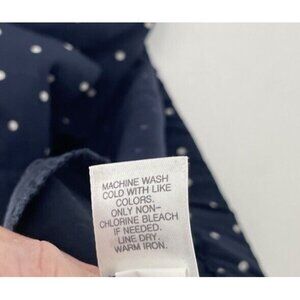 MACHINE WASH
COLD WITH LIKE
COLORS.
ONLY NON-
CHLORINE BLEACH
IF NEEDED.
LINE DRY.
WARM IRON.